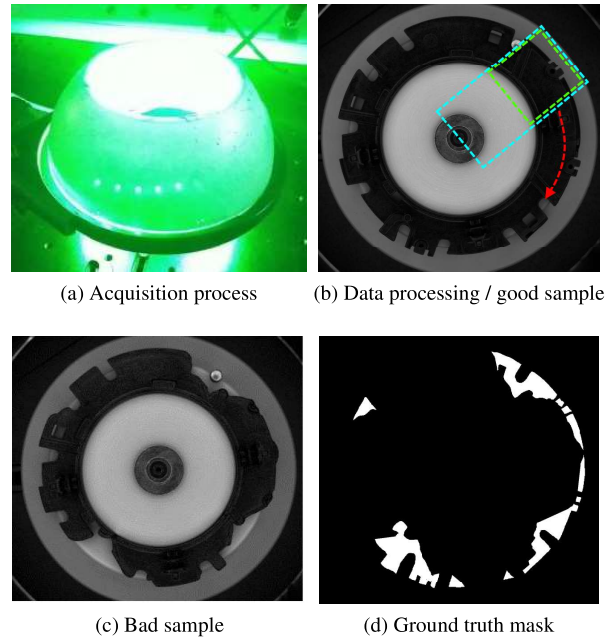 (a) Acquisition process
(b) Data processing / good sample
(c) Bad sample
(d) Ground truth mask